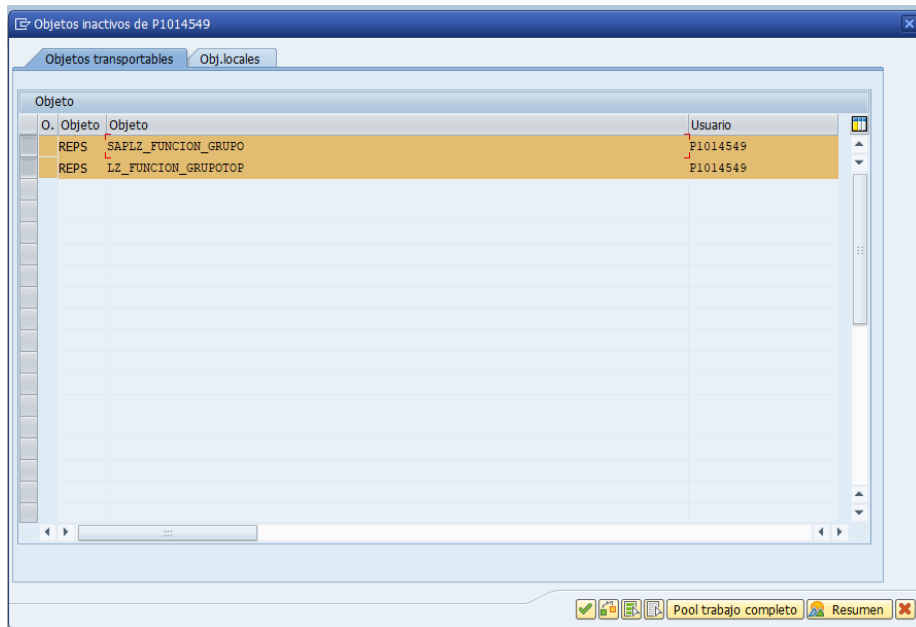 Objetos inactivos de P1014549
Objetos transportables Obj.locales
Objeto
O. Objeto Objeto Usuario
REPS SAPLZ_FUNCION_GRUPO P1014549
REPS LZ_FUNCION_GRUPOTOP P1014549
Pool trabajo completo Resumen